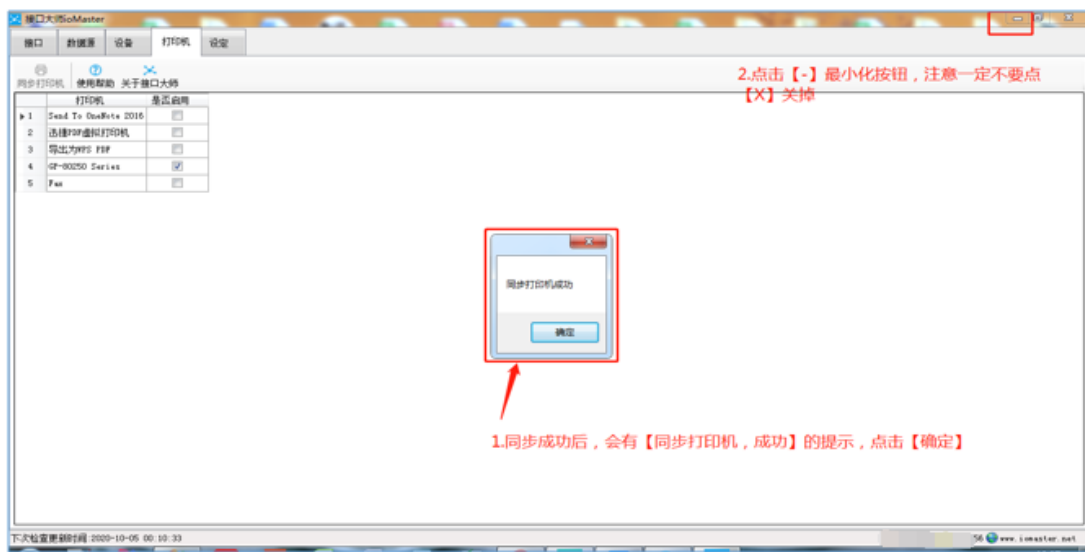 接口大师ioMaster
接口 数据源 设备 打印机 设定
同步打印机 使用帮助 关于接口大师
2.点击【-】最小化按钮，注意一定不要点
【X】关掉
打印机 是否启用
1 Send To OneNote 2016
2 迅捷PDF虚拟打印机
3 导出为WPS PDF
4 GP-80250 Series
5 Fax
同步打印机成功
确定
1.同步成功后，会有【同步打印机，成功】的提示，点击【确定】
下次检查更新时间:2020-10-05 00:10:33
56 www.iomaster.net